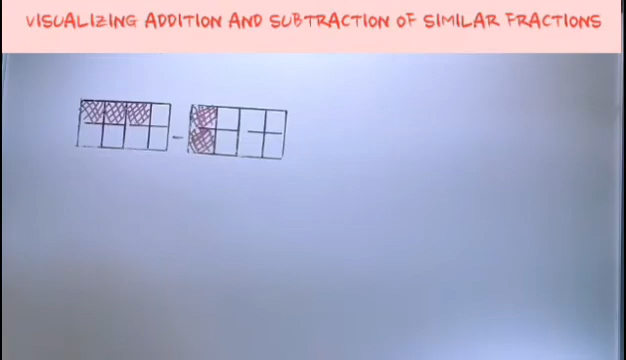 VISUALIZING ADDITION AND SUBTRACTION OF SIMILAR FRACTIONS
-